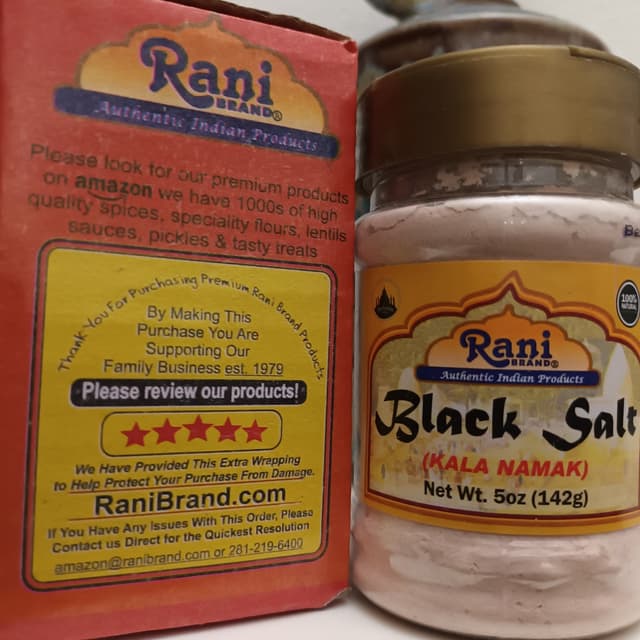 Rani
BRAND®
Authentic Indian Products
Please look for our premium products
on amazon we have 1000s of high
quality spices, speciality flours, lentils
sauces, pickles & tasty treats
Thank You For Purchasing Premium Rani Brand Products
By Making This
Purchase You Are
Supporting Our
Family Business est. 1979
Please review our products!
We Have Provided This Extra Wrapping
to Help Protect Your Purchase From Damage.
RaniBrand.com
If You Have Any Issues With This Order, Please
Contact us Direct for the Quickest Resolution
amazon@ranibrand.com or 281-219-6400
100%
NATURAL
Rani
BRAND®
Authentic Indian Products
Black Salt
(KALA NAMAK)
Net Wt. 5oz (142g)